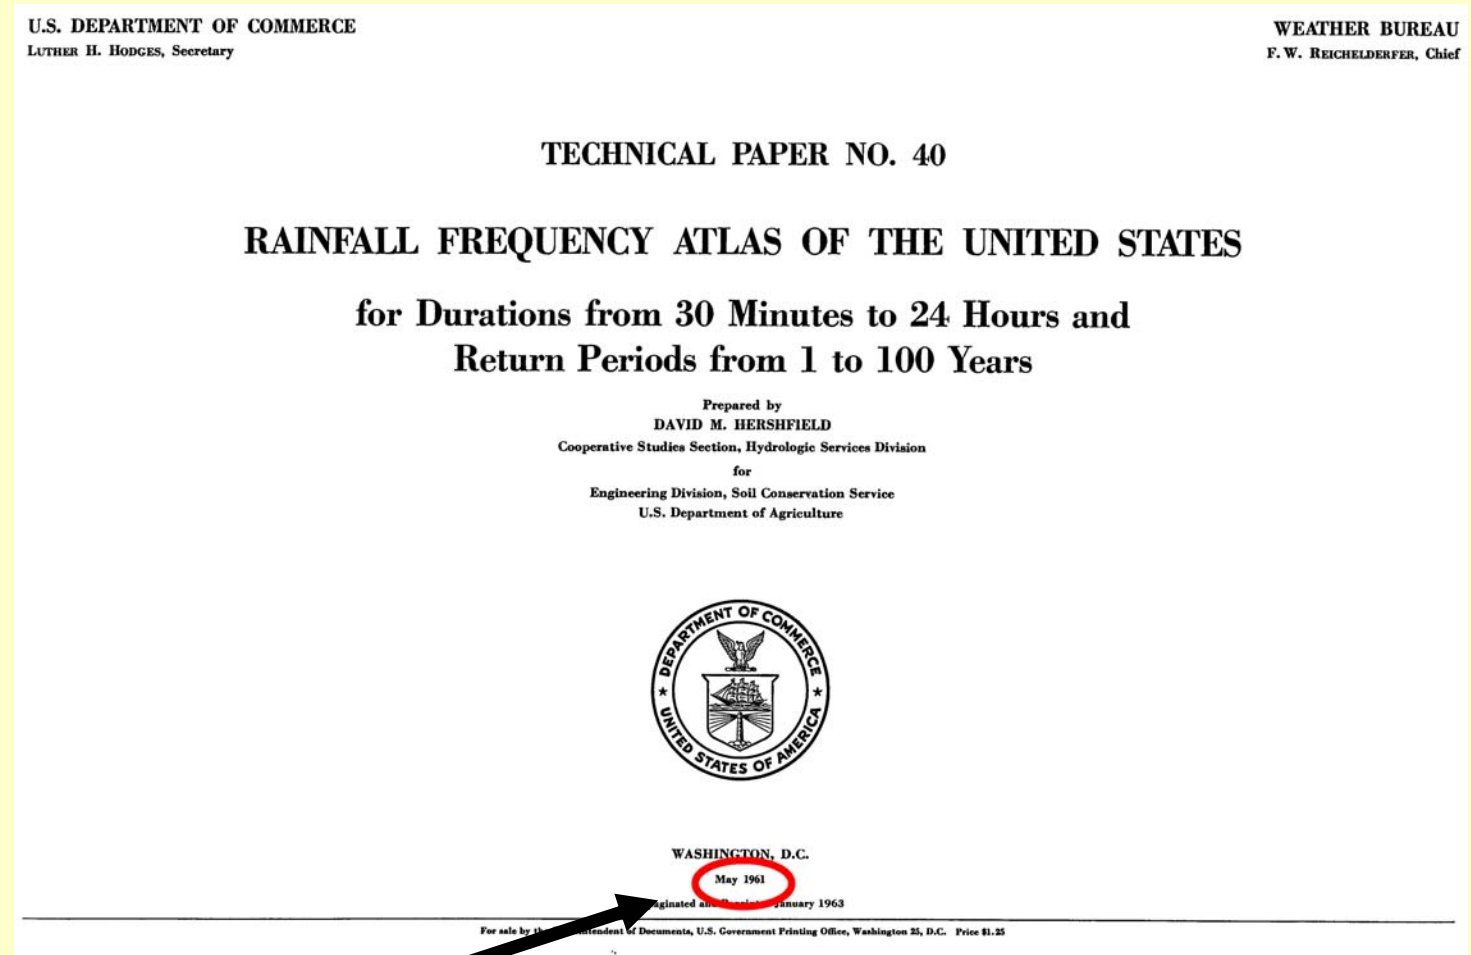 U.S. DEPARTMENT OF COMMERCE
LUTHER H. HODGES, Secretary
WEATHER BUREAU
F. W. REICHELDERFER, Chief
TECHNICAL PAPER NO. 40
RAINFALL FREQUENCY ATLAS OF THE UNITED STATES
for Durations from 30 Minutes to 24 Hours and
Return Periods from 1 to 100 Years
Prepared by
DAVID M. HERSHFIELD
Cooperative Studies Section, Hydrologic Services Division
for
Engineering Division, Soil Conservation Service
U.S. Department of Agriculture
DEPARTMENT OF COMMERCE
UNITED STATES OF AMERICA
WASHINGTON, D.C.
May 1961
January 1963
For sale by of Documents, U.S. Government Printing Office, Washington 25, D.C. Price $1.25